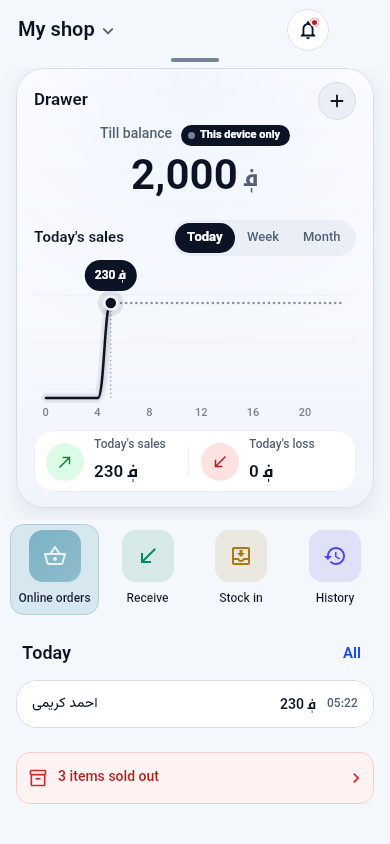 My shop
Drawer
Till balance
This device only
2,000 ؋
Today's sales
Today
Week
Month
230 ؋
0
4
8
12
16
20
Today's sales
230 ؋
Today's loss
0 ؋
Online orders
Receive
Stock in
History
Today
All
احمد کریمی
230 ؋
05:22
3 items sold out